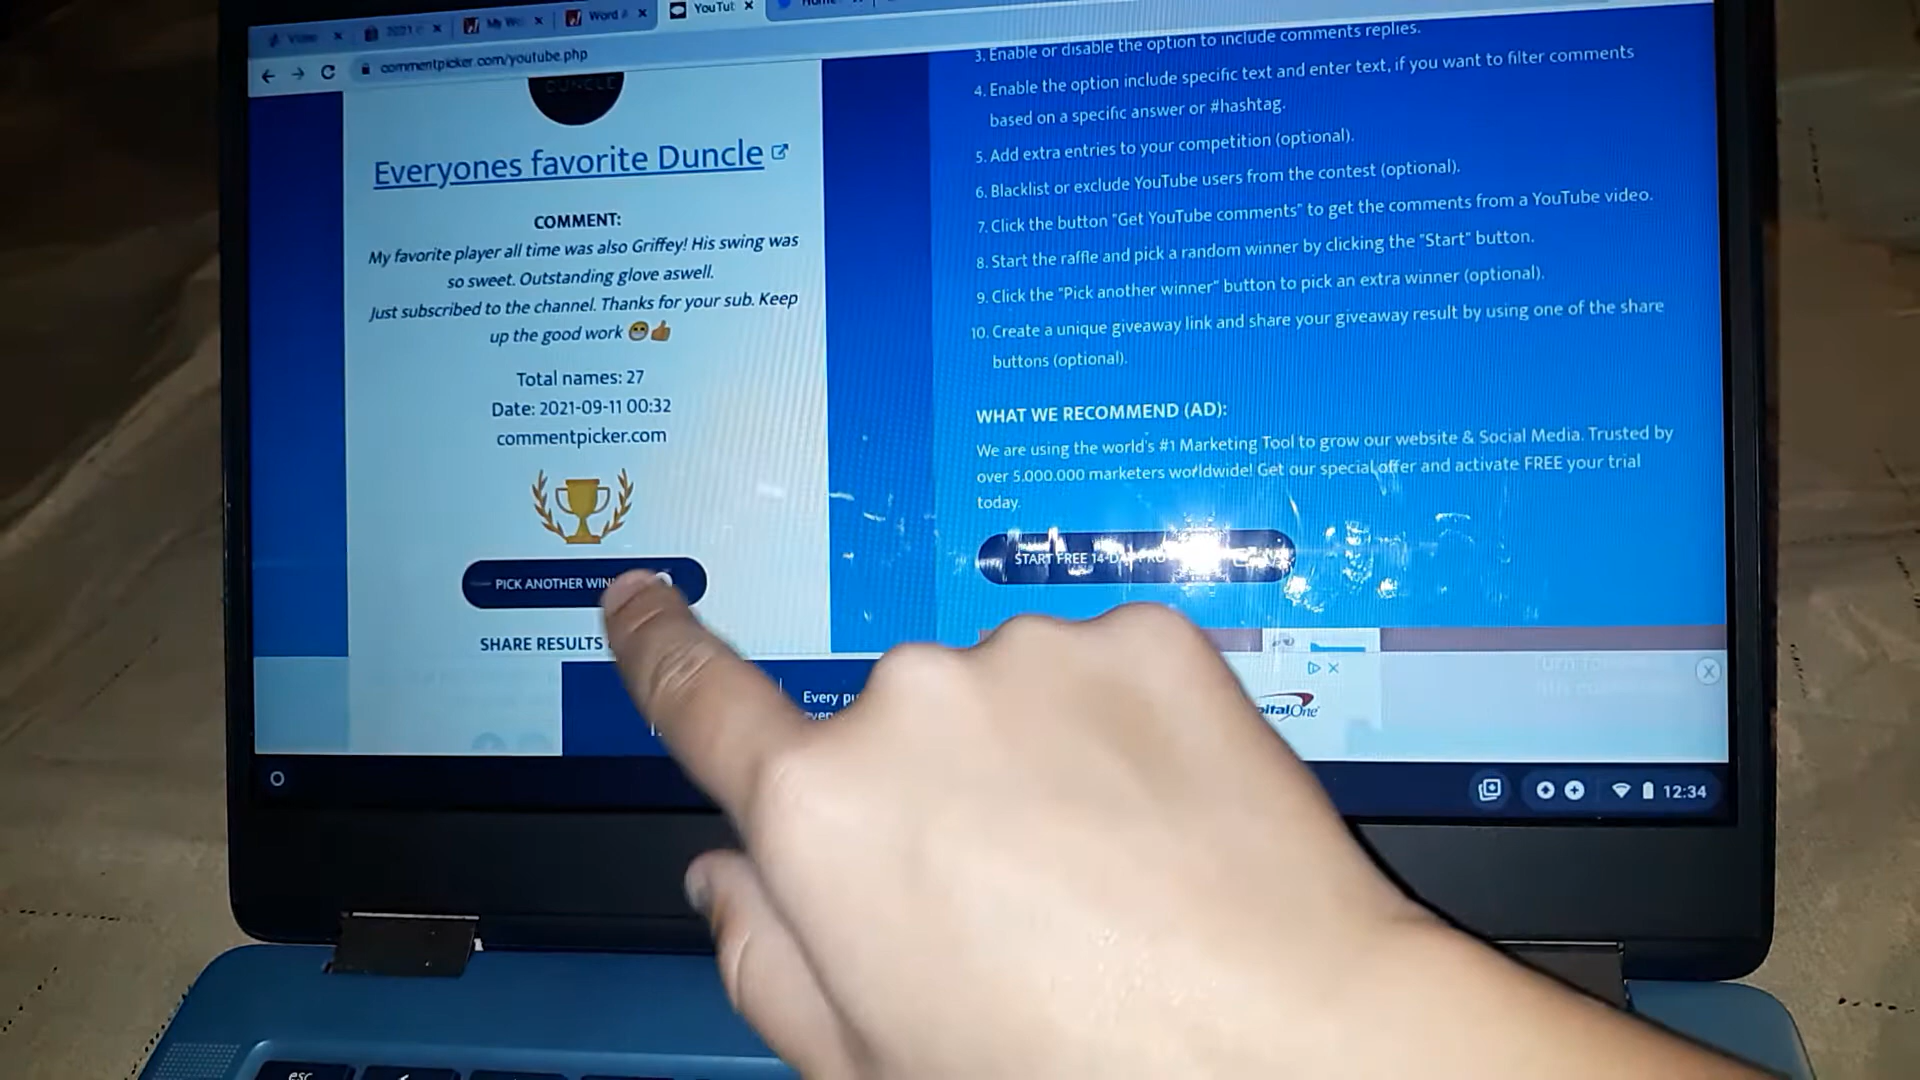 2021
My Wo
Word
YouTub
Home
commentpicker.com/youtube.php
DUNCLE
Everyones favorite Duncle
COMMENT:
My favorite player all time was also Griffey! His swing was
so sweet. Outstanding glove aswell.
Just subscribed to the channel. Thanks for your sub. Keep
up the good work 😁👍
Total names: 27
Date: 2021-09-11 00:32
commentpicker.com
PICK ANOTHER WIN
SHARE RESULTS
3. Enable or disable the option to include comments replies.
4. Enable the option include specific text and enter text, if you want to filter comments
based on a specific answer or #hashtag.
5. Add extra entries to your competition (optional).
6. Blacklist or exclude YouTube users from the contest (optional).
7. Click the button "Get YouTube comments" to get the comments from a YouTube video.
8. Start the raffle and pick a random winner by clicking the "Start" button.
9. Click the "Pick another winner" button to pick an extra winner (optional).
10. Create a unique giveaway link and share your giveaway result by using one of the share
buttons (optional).
WHAT WE RECOMMEND (AD):
We are using the world's #1 Marketing Tool to grow our website & Social Media. Trusted by
over 5.000.000 marketers worldwide! Get our special offer and activate FREE your trial
today.
START FREE 14-DAY PRO
Every pu
ever
pitalOne
12:34
esc